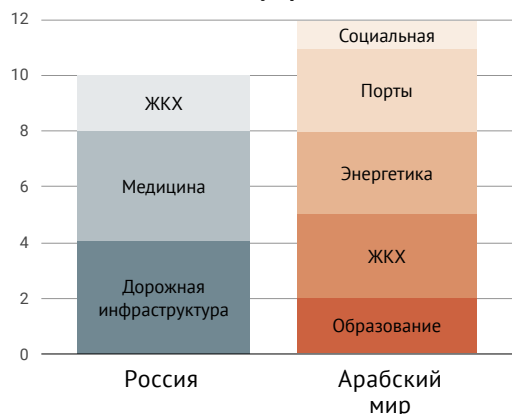 12
10
8
6
4
2
0
ЖКХ
Медицина
Дорожная
инфраструктура
Социальная
Порты
Энергетика
ЖКХ
Образование
Россия
Арабский
мир